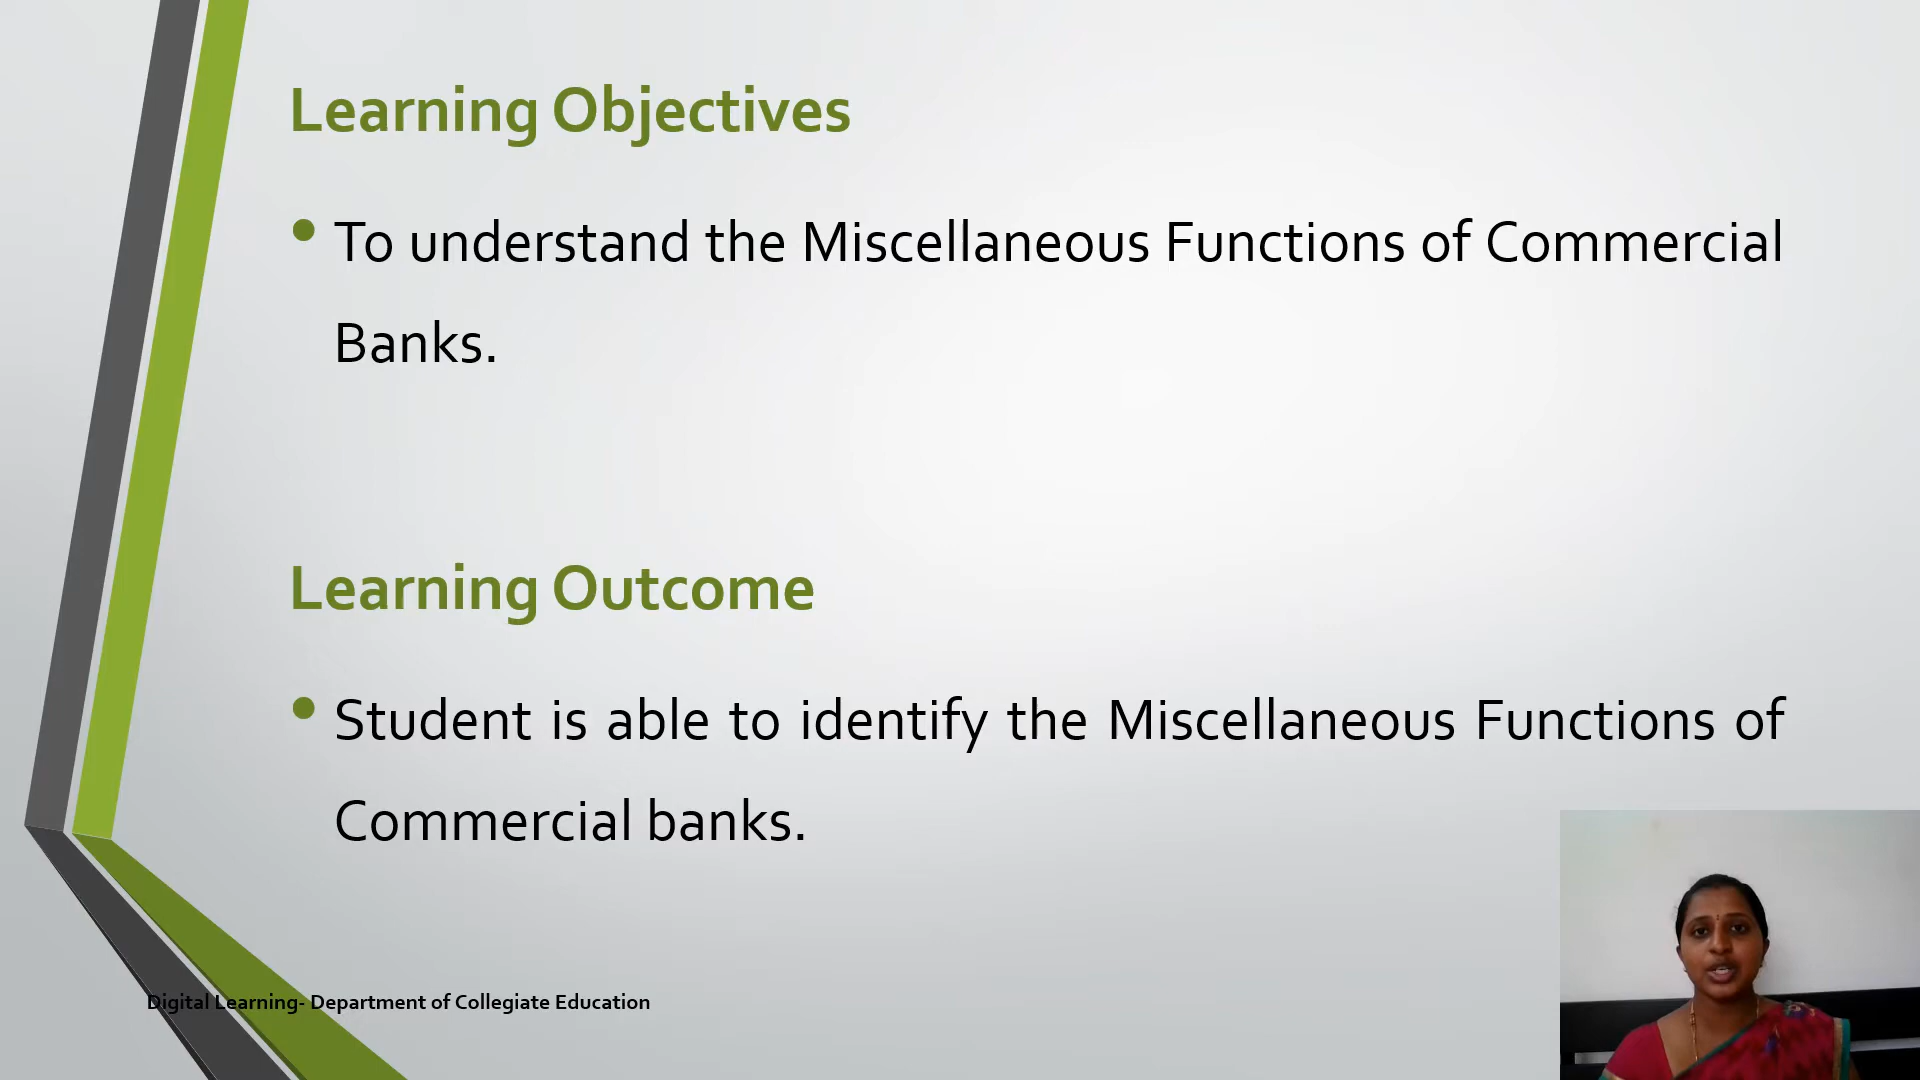 Learning Objectives
• To understand the Miscellaneous Functions of Commercial
Banks.
Learning Outcome
• Student is able to identify the Miscellaneous Functions of
Commercial banks.
Digital Learning- Department of Collegiate Education